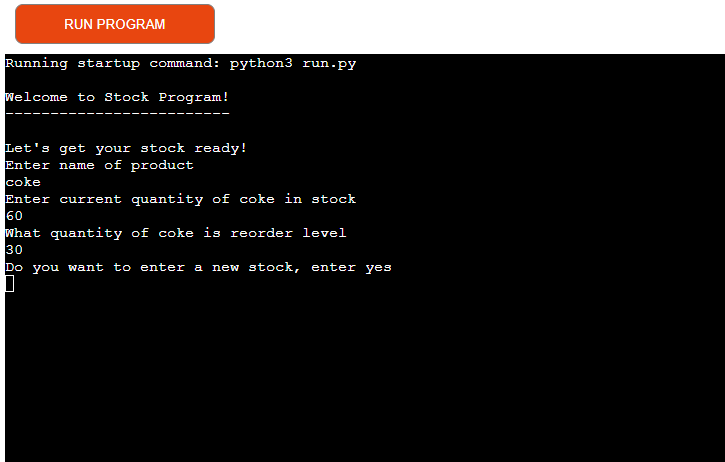 RUN PROGRAM
Running startup command: python3 run.py
Welcome to Stock Program!
-------------------------
Let's get your stock ready!
Enter name of product
coke
Enter current quantity of coke in stock
60
What quantity of coke is reorder level
30
Do you want to enter a new stock, enter yes